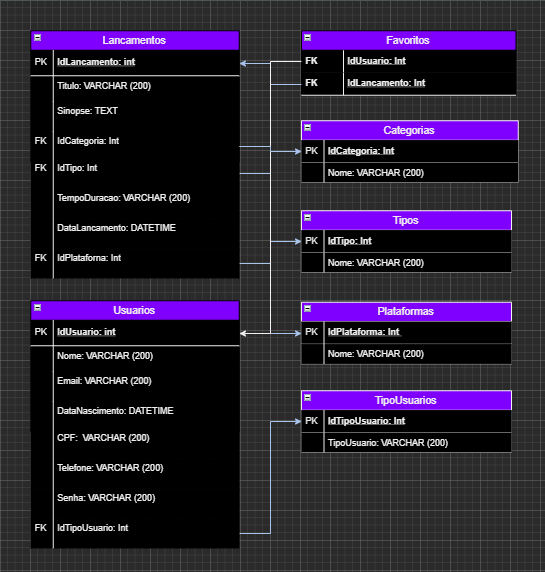 Lancamentos
PK IdLancamento: int
Titulo: VARCHAR (200)
Sinopse: TEXT
FK IdCategoria: Int
FK IdTipo: Int
TempoDuracao: VARCHAR (200)
DataLancamento: DATETIME
FK IdPlataforna: Int
Favoritos
FK IdUsuario: Int
FK IdLancamento: Int
Categorias
PK IdCategoria: Int
Nome: VARCHAR (200)
Tipos
PK IdTipo: Int
Nome: VARCHAR (200)
Usuarios
PK IdUsuario: int
Nome: VARCHAR (200)
Email: VARCHAR (200)
DataNascimento: DATETIME
CPF: VARCHAR (200)
Telefone: VARCHAR (200)
Senha: VARCHAR (200)
FK IdTipoUsuario: Int
Plataformas
PK IdPlataforma: Int
Nome: VARCHAR (200)
TipoUsuarios
PK IdTipoUsuario: Int
TipoUsuario: VARCHAR (200)